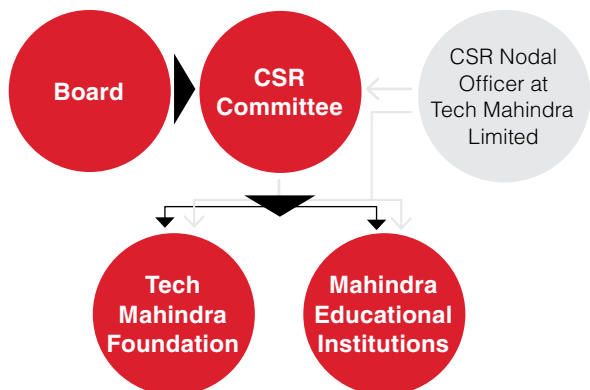 Board
CSR
Committee
CSR Nodal
Officer at
Tech Mahindra
Limited
Tech
Mahindra
Foundation
Mahindra
Educational
Institutions